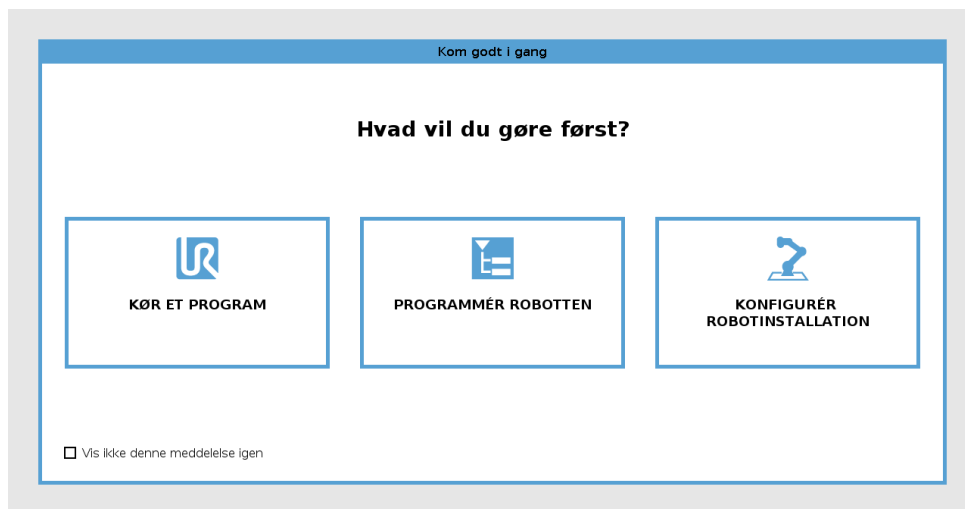 Kom godt i gang
Hvad vil du gøre først?
KØR ET PROGRAM
PROGRAMMÉR ROBOTTEN
KONFIGURÉR
ROBOTINSTALLATION
Vis ikke denne meddelelse igen